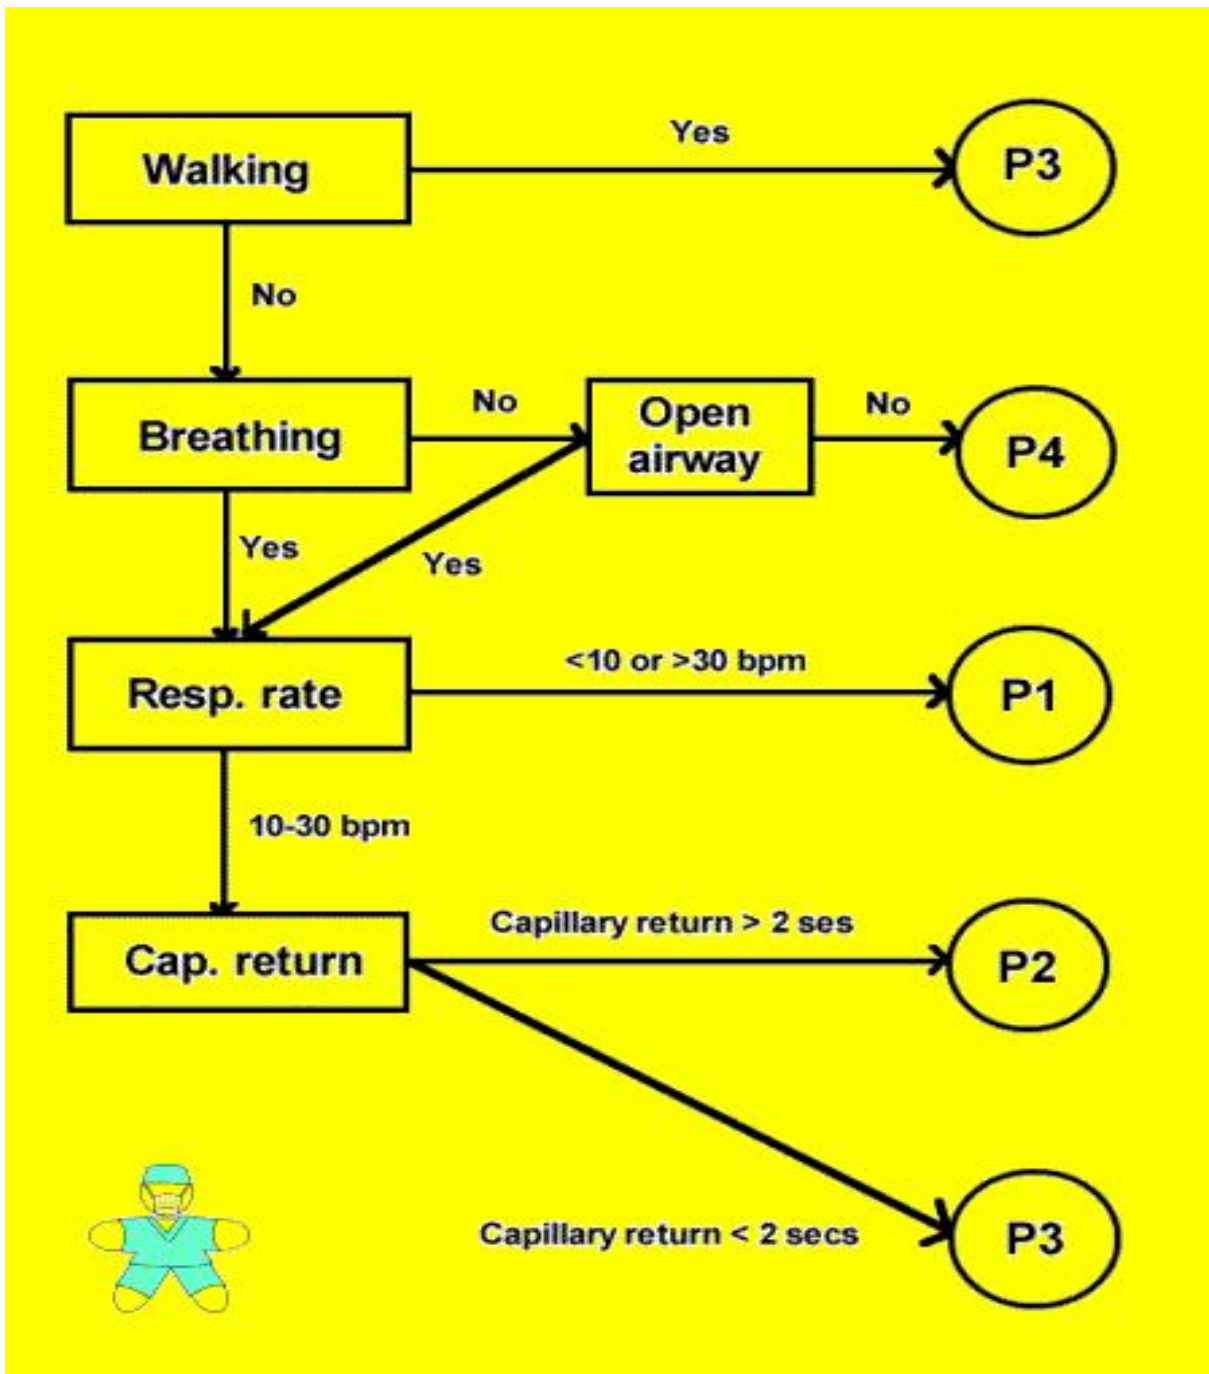 Walking
Yes
P3
No
Breathing
No
Open
airway
No
P4
Yes
Yes
Resp. rate
<10 or >30 bpm
P1
10-30 bpm
Cap. return
Capillary return > 2 ses
P2
Capillary return < 2 secs
P3